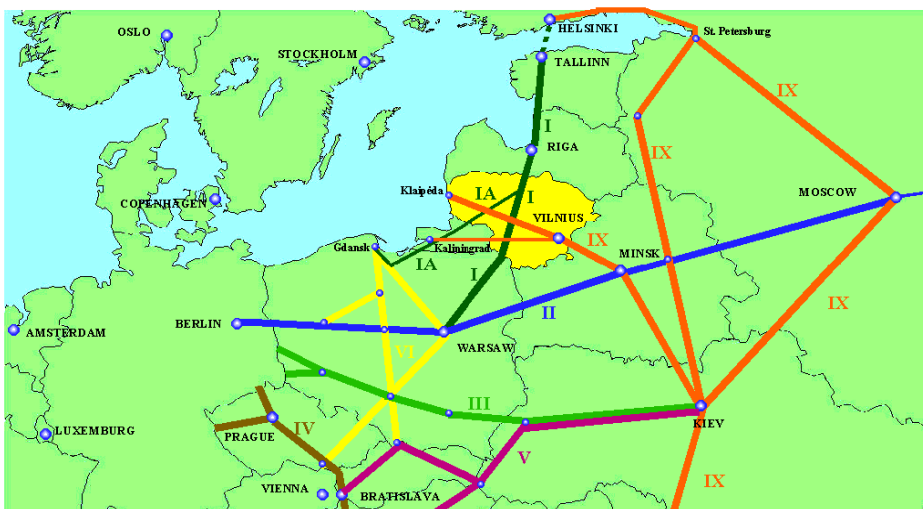 HELSINKI
OSLO
St. Petersburg
STOCKHOLM
TALLINN
IX
I
RIGA
IX
Klaipėda
IA
I
MOSCOW
COPENHAGEN
VILNIUS
Gdansk
Kaliningrad
IX
MINSK
IA
I
IX
II
BERLIN
AMSTERDAM
WARSAW
VI
III
KIEV
LUXEMBURG
PRAGUE
IV
V
IX
VIENNA
BRATISLAVA